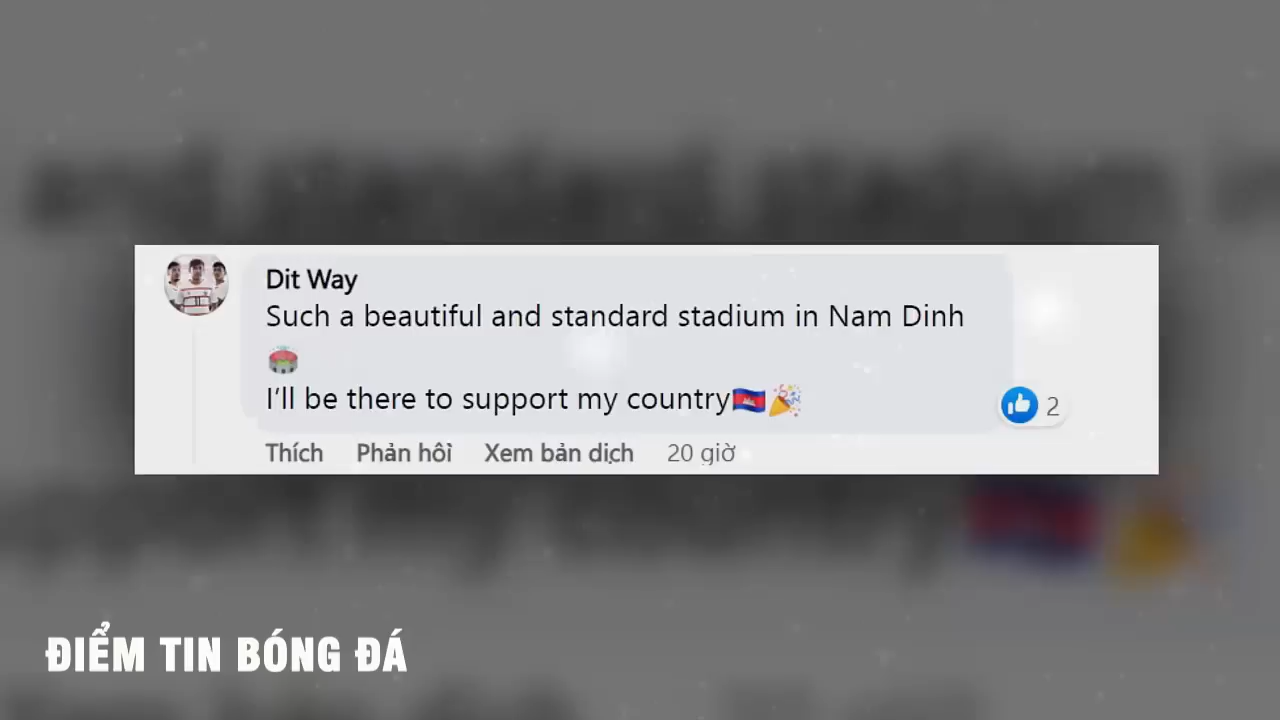 Dit Way
Such a beautiful and standard stadium in Nam Dinh
🏟️
I'll be there to support my country🇰🇭🎉
2
Thích Phản hồi Xem bản dịch 20 giờ
ĐIỂM TIN BÓNG ĐÁ